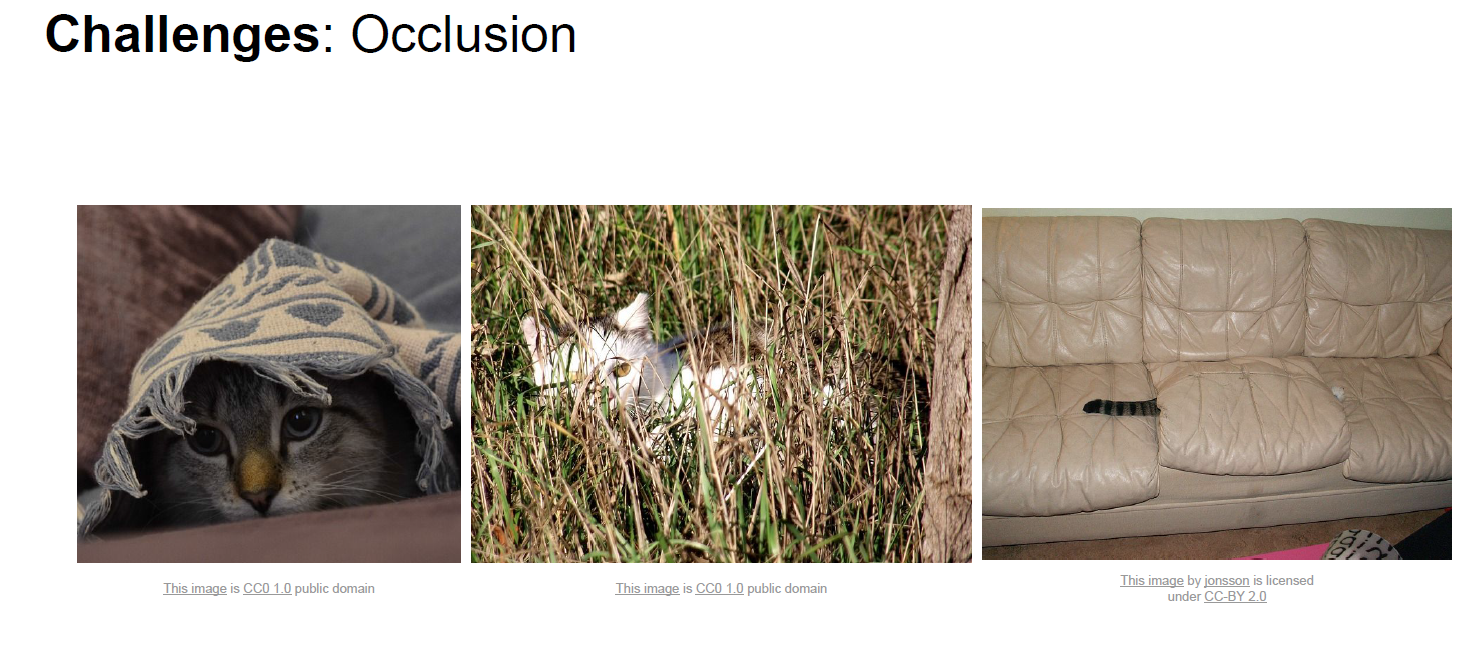 Challenges: Occlusion
This image is CC0 1.0 public domain
This image is CC0 1.0 public domain
This image by jonsson is licensed
under CC-BY 2.0